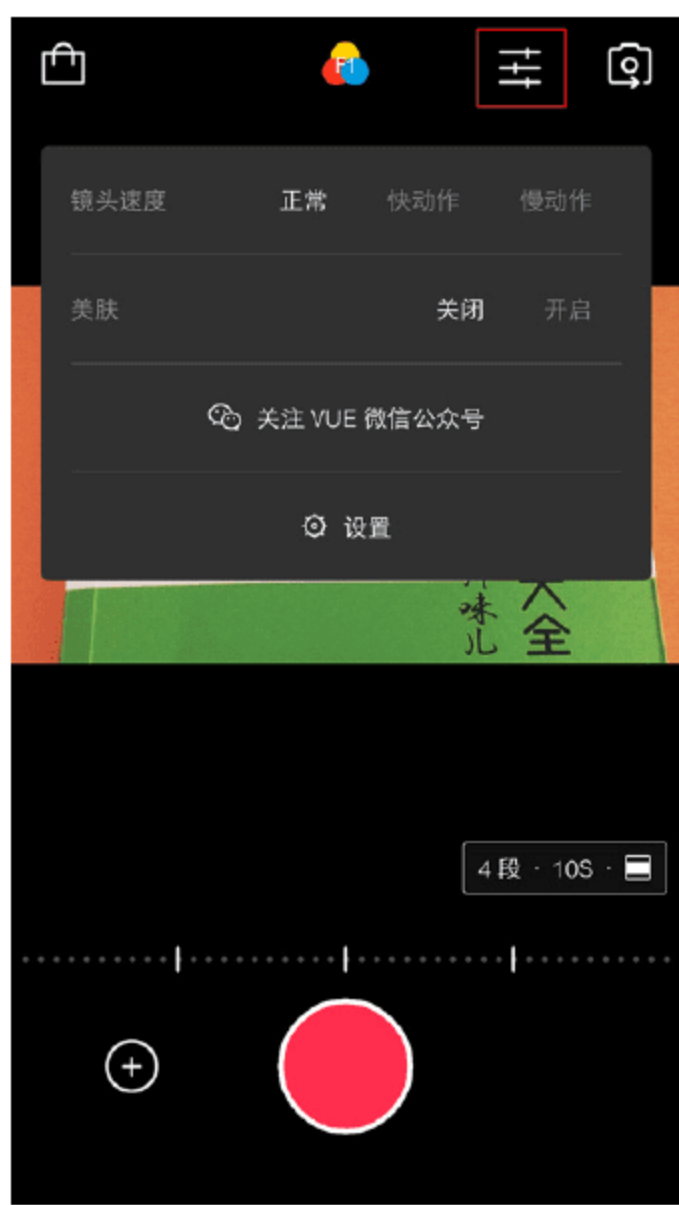 F1
镜头速度 正常 快动作 慢动作
美肤 关闭 开启
关注 VUE 微信公众号
设置
大全
味儿
4 段 · 10S ·